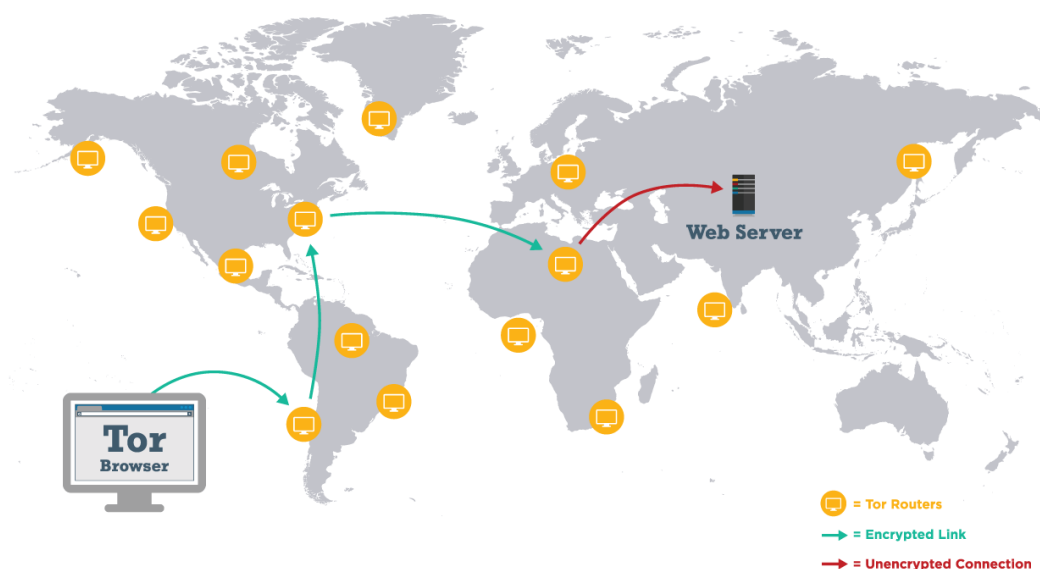 Web Server
Tor
Browser
= Tor Routers
= Encrypted Link
= Unencrypted Connection